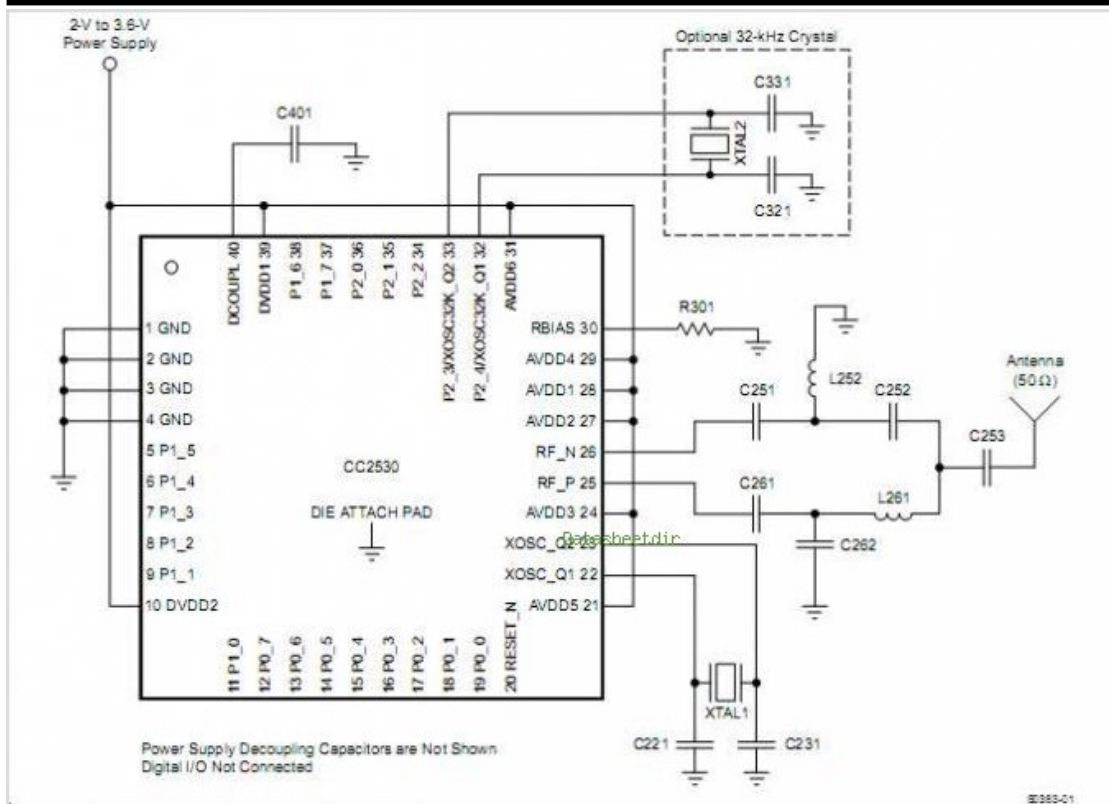 2-V to 3.6-V
Power Supply
Optional 32-kHz Crystal
C331
C401
XTAL2
C321
DCOUPL 40
DVDD1 39
P1_6 38
P1_7 37
P2_0 36
P2_1 35
P2_2 34
P2_3/XOSC32K_Q2 33
P2_4/XOSC32K_Q1 32
AVDD6 31
1 GND
2 GND
3 GND
4 GND
5 P1_5
6 P1_4
7 P1_3
8 P1_2
9 P1_1
10 DVDD2
CC2530
DIE ATTACH PAD
RBIAS 30
AVDD4 29
AVDD1 28
AVDD2 27
RF_N 26
RF_P 25
AVDD3 24
XOSC_Q2 23
Datasheetdir
XOSC_Q1 22
AVDD5 21
R301
L252
C251
C252
Antenna
(50Ω)
C253
C261
L261
C262
11 P1_0
12 P0_7
13 P0_6
14 P0_5
15 P0_4
16 P0_3
17 P0_2
18 P0_1
19 P0_0
20 RESET_N
XTAL1
C221
C231
Power Supply Decoupling Capacitors are Not Shown
Digital I/O Not Connected
S0383-01